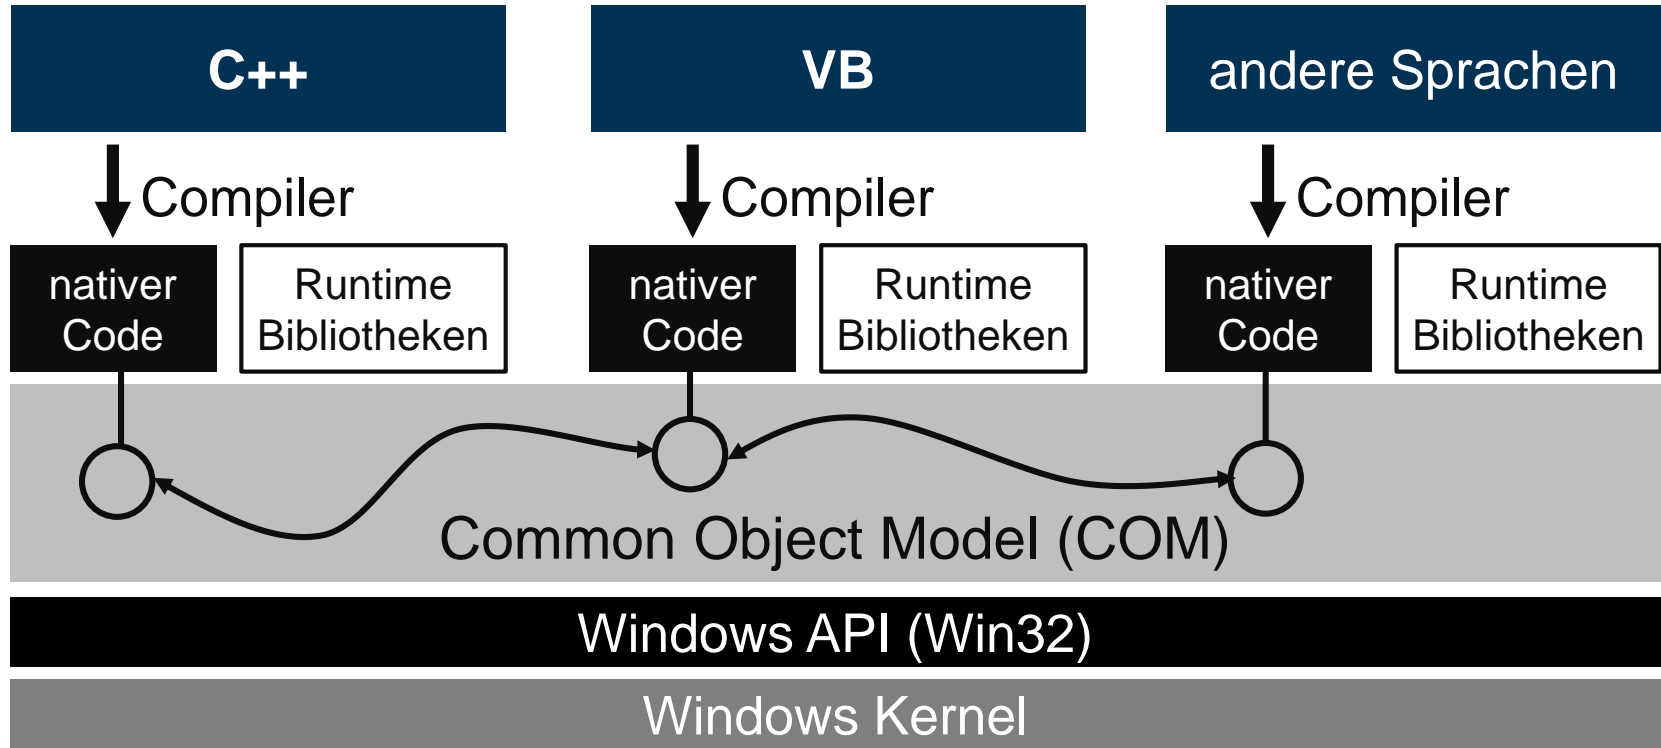 C++
VB
andere Sprachen
Compiler
Compiler
Compiler
nativer
Code
Runtime
Bibliotheken
nativer
Code
Runtime
Bibliotheken
nativer
Code
Runtime
Bibliotheken
Common Object Model (COM)
Windows API (Win32)
Windows Kernel